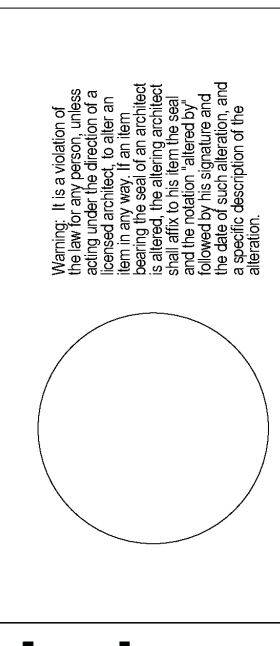 Warning:  It is a violation of
the law for any person, unless
acting under the direction of a
licensed architect, to alter an
item in any way. If an item
bearing the seal of an architect
is altered, the altering architect
shall affix to his item the seal
and the notation "altered by"
followed by his signature and
the date of such alteration, and
a specific description of the
alteration.